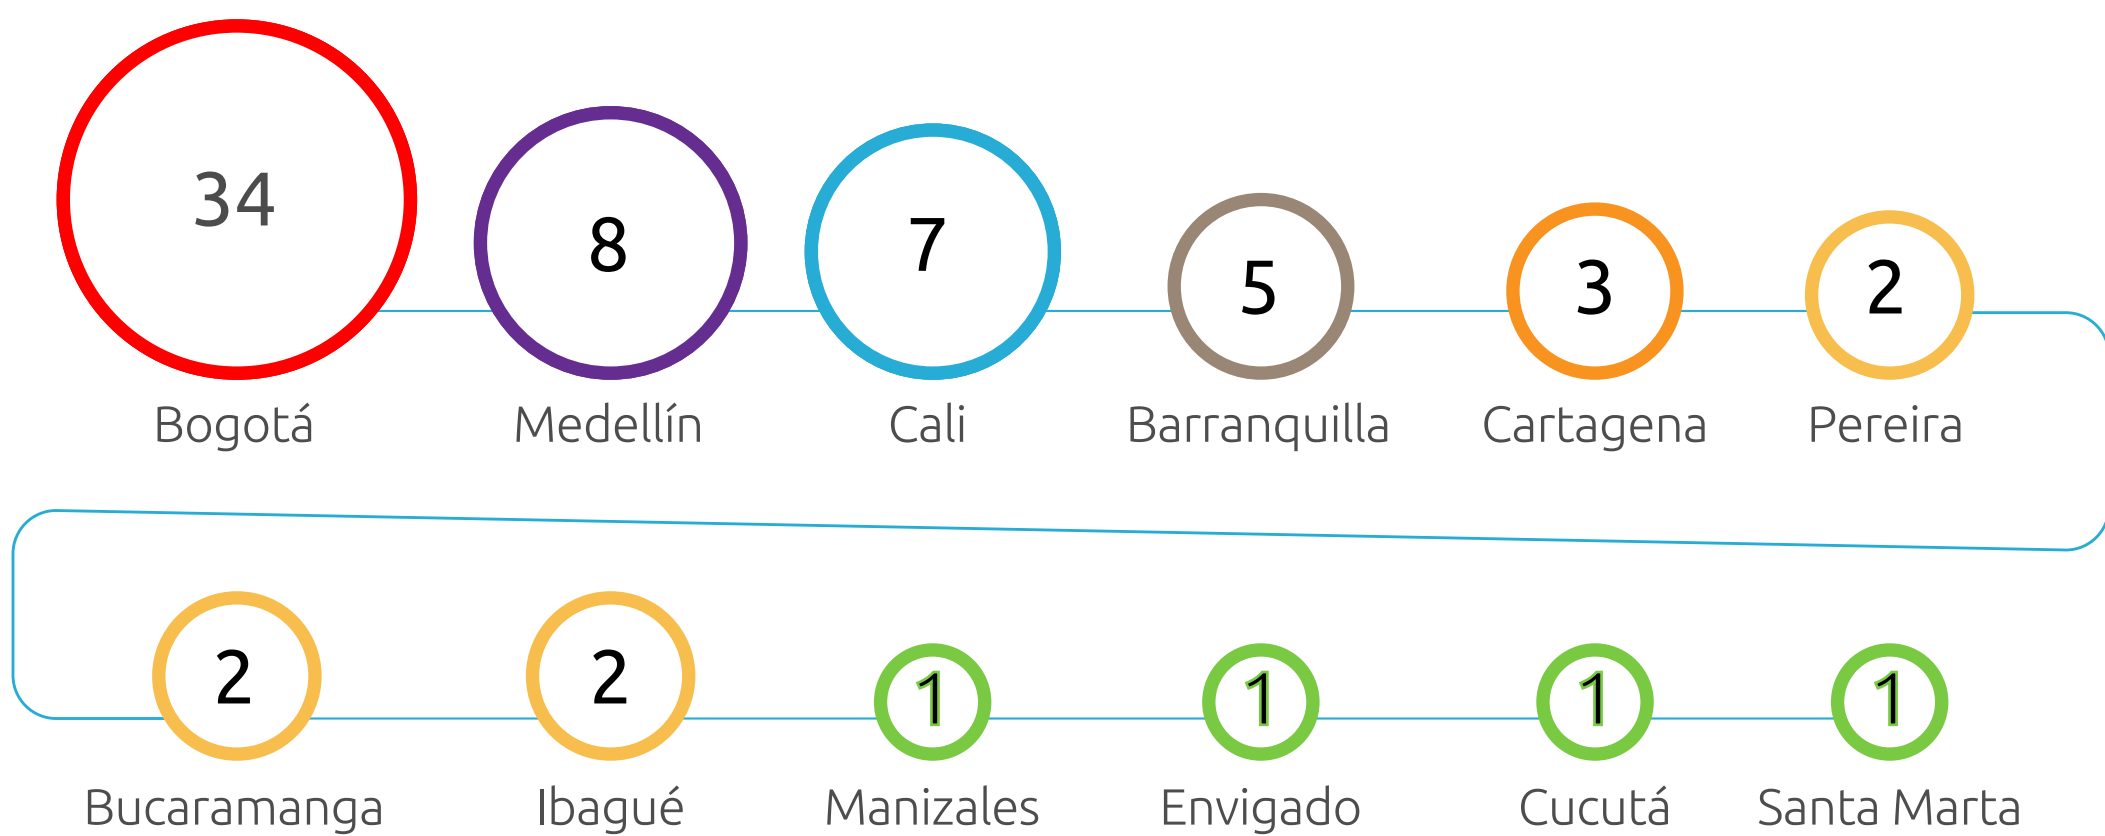 34
8
7
5
3
2
Bogotá
Medellín
Cali
Barranquilla
Cartagena
Pereira
2
2
1
1
1
1
Bucaramanga
Ibagué
Manizales
Envigado
Cucutá
Santa Marta